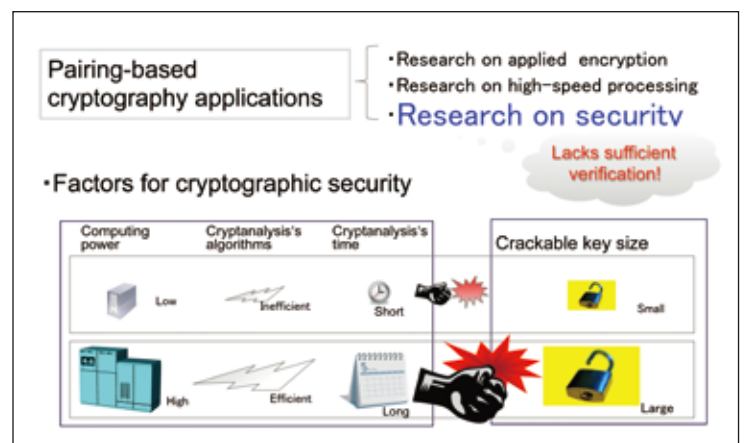 Pairing-based
cryptography applications
・Research on applied encryption
・Research on high-speed processing
・Research on security
Lacks sufficient
verification!
・Factors for cryptographic security
Computing
power
Cryptanalysis's
algorithms
Cryptanalysis's
time
Crackable key size
Low
Inefficient
Short
Small
High
Efficient
Long
Large